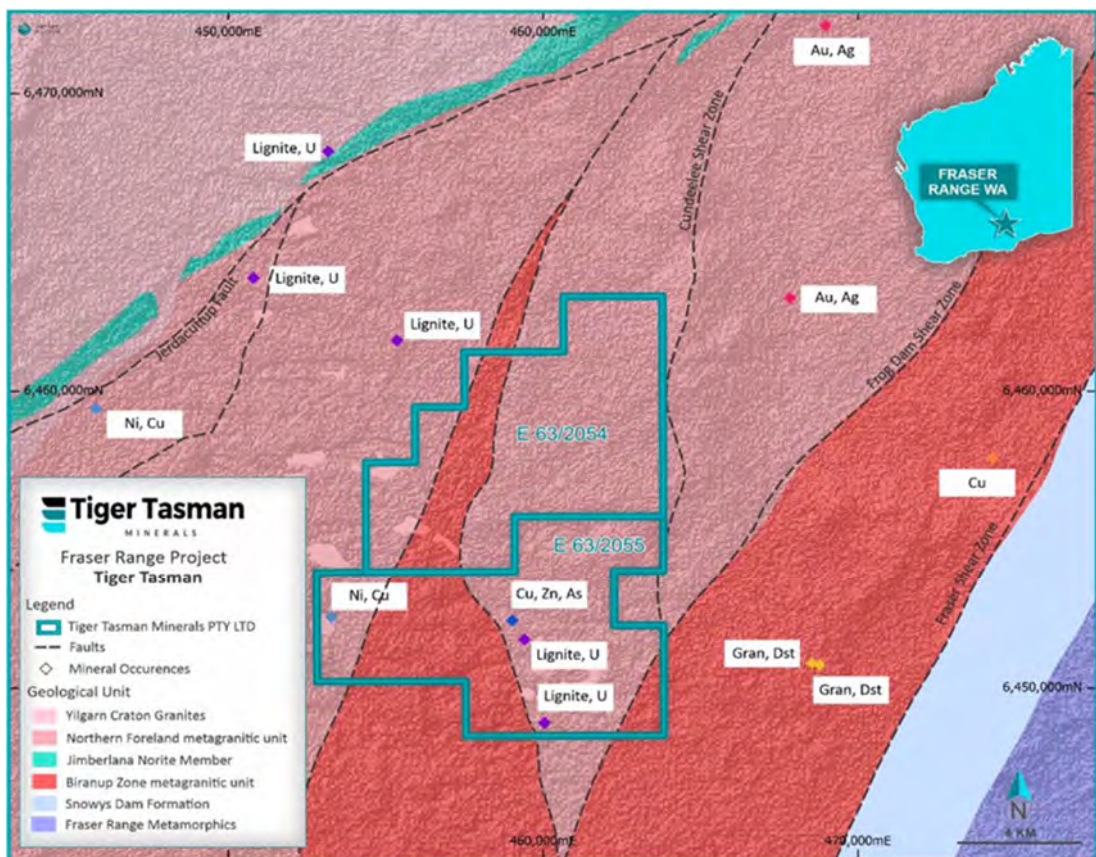 450,000mE
460,000mE
Au, Ag
6,470,000mN
FRASER
RANGE WA
Lignite, U
Cundeelee Shear Zone
Lignite, U
Au, Ag
Jerdacuttup Fault
Lignite, U
Frog Dam Shear Zone
6,460,000mN
6,460,000mN
Ni, Cu
E 63/2054
Cu
E 63/2055
Fraser Shear Zone
Ni, Cu
Cu, Zn, As
Lignite, U
Gran, Dst
Gran, Dst
6,450,000mN
Lignite, U
Tiger Tasman
MINERALS
Fraser Range Project
Tiger Tasman
Legend
Tiger Tasman Minerals PTY LTD
Faults
Mineral Occurences
Geological Unit
Yilgarn Craton Granites
Northern Foreland metagranitic unit
Jimberlana Norite Member
Biranup Zone metagranitic unit
Snowys Dam Formation
Fraser Range Metamorphics
N
4 KM
460,000mE
470,000mE